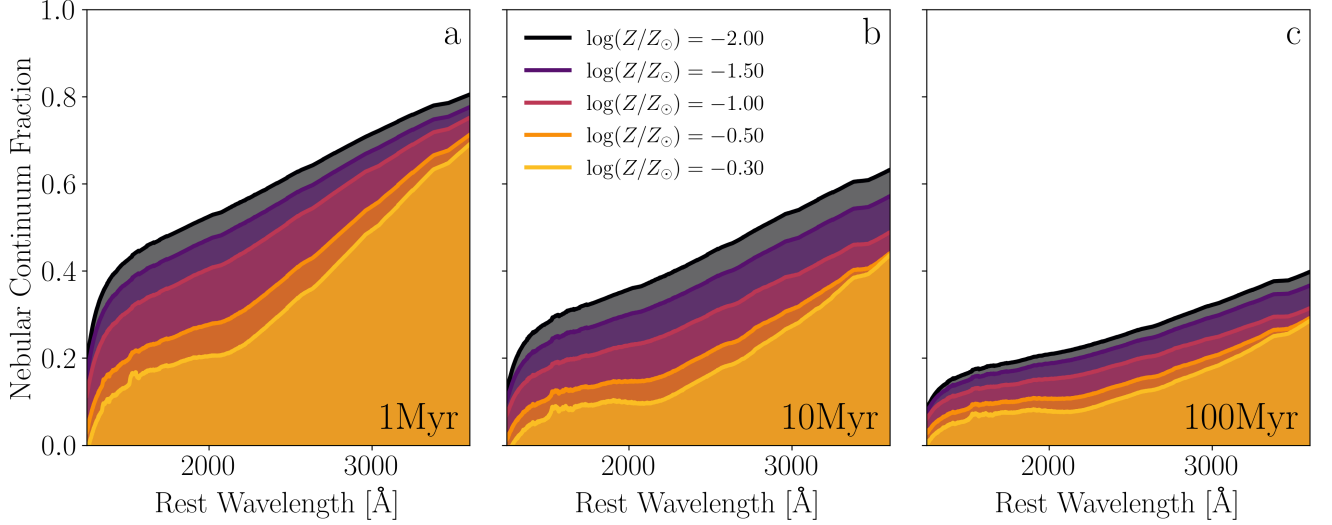 Nebular Continuum Fraction
1.0
0.8
0.6
0.4
0.2
0.0
a
1Myr
2000
3000
Rest Wavelength [Å]
b
log(Z/Z☉) = −2.00
log(Z/Z☉) = −1.50
log(Z/Z☉) = −1.00
log(Z/Z☉) = −0.50
log(Z/Z☉) = −0.30
10Myr
2000
3000
Rest Wavelength [Å]
c
100Myr
2000
3000
Rest Wavelength [Å]